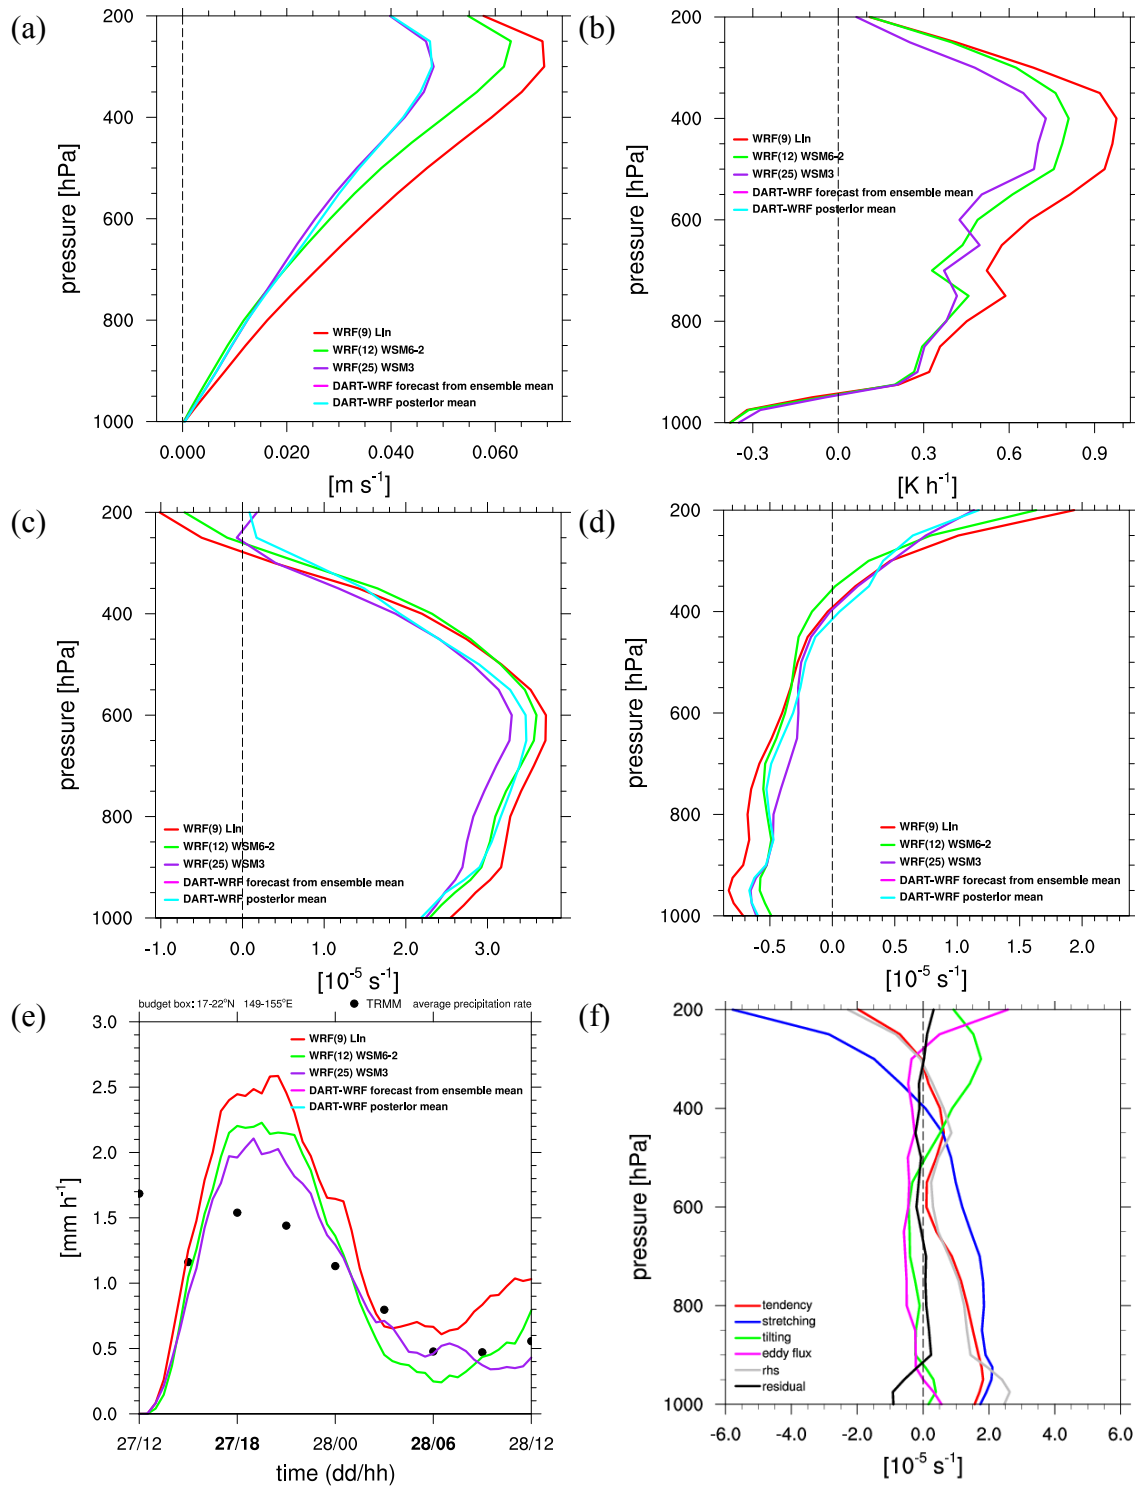 (a)
200
400
600
800
1000
pressure [hPa]
0.000 0.020 0.040 0.060
[m s⁻¹]
WRF(9) Lin
WRF(12) WSM6-2
WRF(25) WSM3
DART-WRF forecast from ensemble mean
DART-WRF posterior mean
(b)
200
400
600
800
1000
pressure [hPa]
-0.3 0.0 0.3 0.6 0.9
[K h⁻¹]
WRF(9) Lin
WRF(12) WSM6-2
WRF(25) WSM3
DART-WRF forecast from ensemble mean
DART-WRF posterior mean
(c)
200
400
600
800
1000
pressure [hPa]
-1.0 0.0 1.0 2.0 3.0
[10⁻⁵ s⁻¹]
WRF(9) Lin
WRF(12) WSM6-2
WRF(25) WSM3
DART-WRF forecast from ensemble mean
DART-WRF posterior mean
(d)
200
400
600
800
1000
pressure [hPa]
-0.5 0.0 0.5 1.0 1.5 2.0
[10⁻⁵ s⁻¹]
WRF(9) Lin
WRF(12) WSM6-2
WRF(25) WSM3
DART-WRF forecast from ensemble mean
DART-WRF posterior mean
(e)
budget box: 17-22°N 149-155°E ● TRMM average precipitation rate
3.0
2.5
2.0
1.5
1.0
0.5
0.0
[mm h⁻¹]
27/12 27/18 28/00 28/06 28/12
time (dd/hh)
WRF(9) Lin
WRF(12) WSM6-2
WRF(25) WSM3
DART-WRF forecast from ensemble mean
DART-WRF posterior mean
(f)
200
400
600
800
1000
pressure [hPa]
-6.0 -4.0 -2.0 0.0 2.0 4.0 6.0
[10⁻⁵ s⁻¹]
tendency
stretching
tilting
eddy flux
rhs
residual